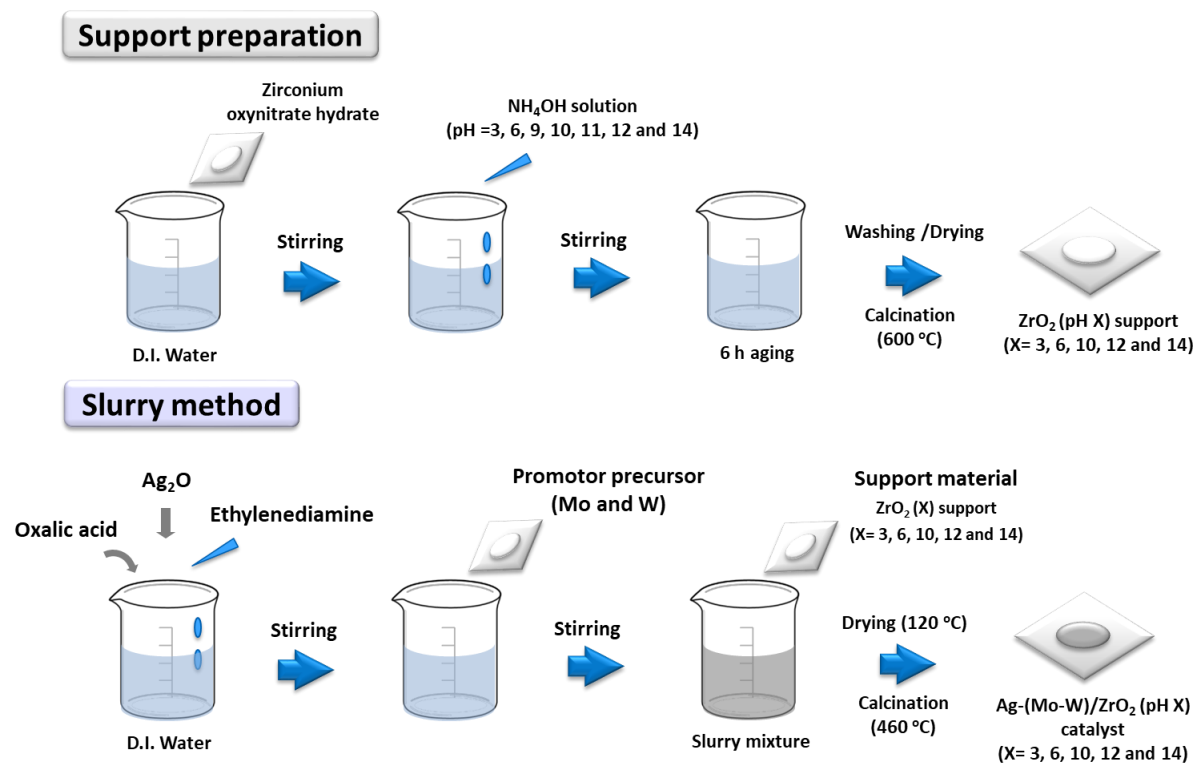 Support preparation
Zirconium
oxynitrate hydrate
NH₄OH solution
(pH =3, 6, 9, 10, 11, 12 and 14)
Stirring
Stirring
Washing /Drying
Calcination
(600 °C)
D.I. Water
6 h aging
ZrO₂ (pH X) support
(X= 3, 6, 10, 12 and 14)
Slurry method
Ag₂O
Oxalic acid
Ethylenediamine
Promotor precursor
(Mo and W)
Support material
ZrO₂ (X) support
(X= 3, 6, 10, 12 and 14)
Stirring
Stirring
Drying (120 °C)
Calcination
(460 °C)
D.I. Water
Slurry mixture
Ag-(Mo-W)/ZrO₂ (pH X)
catalyst
(X= 3, 6, 10, 12 and 14)